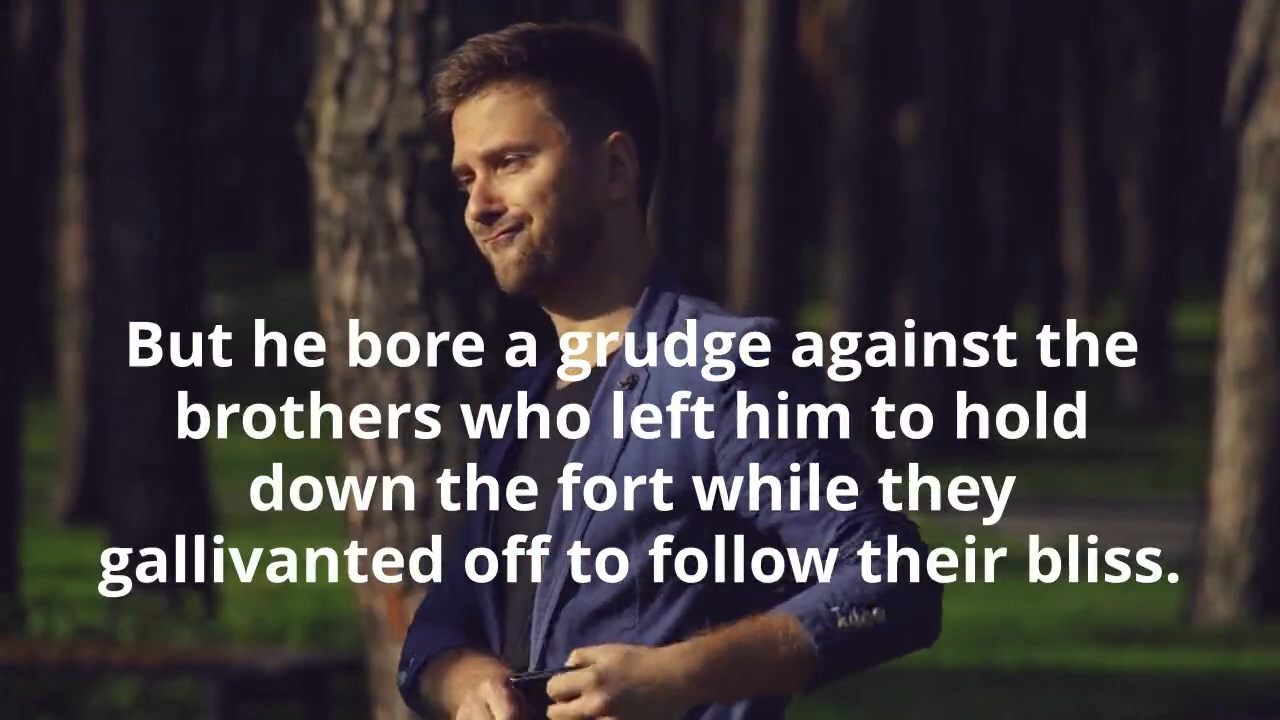 But he bore a grudge against the
brothers who left him to hold
down the fort while they
gallivanted off to follow their bliss.